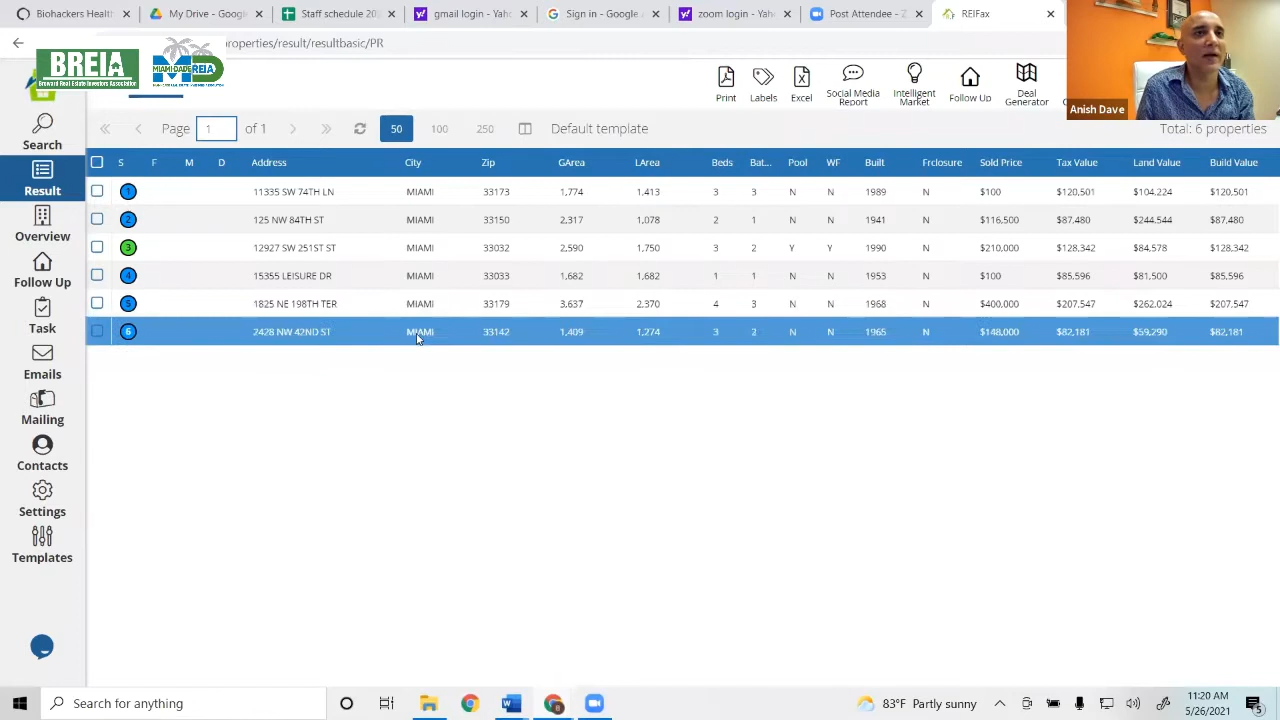 Biohackers Health
My Drive - Google
Staff schedule 20
gmail login - Yaho
Sign in - Google
zoom login - Yaho
Post Attendee - Z
REIFax
properties/result/resultbasic/PR
BREIA
Broward Real Estate Investors Association
MIAMI-DADE REIA
Print
Labels
Excel
Social Media Report
Intelligent Market
Follow Up
Deal Generator
Anish Dave
Page 1 of 1 50 100 250 Default template Total: 6 properties
S F M D Address City Zip GArea LArea Beds Bat... Pool WF Built Frclosure Sold Price Tax Value Land Value Build Value
1 11335 SW 74TH LN MIAMI 33173 1,774 1,413 3 3 N N 1989 N $100 $120,501 $104,224 $120,501
2 125 NW 84TH ST MIAMI 33150 2,317 1,078 2 1 N N 1941 N $116,500 $87,480 $244,544 $87,480
3 12927 SW 251ST ST MIAMI 33032 2,590 1,750 3 2 Y Y 1990 N $210,000 $128,342 $84,578 $128,342
4 15355 LEISURE DR MIAMI 33033 1,682 1,682 1 1 N N 1953 N $100 $85,596 $81,500 $85,596
5 1825 NE 198TH TER MIAMI 33179 3,637 2,370 4 3 N N 1968 N $400,000 $207,547 $262,024 $207,547
6 2428 NW 42ND ST MIAMI 33142 1,409 1,274 3 2 N N 1965 N $148,000 $82,181 $59,290 $82,181
Search
Result
Overview
Follow Up
Task
Emails
Mailing
Contacts
Settings
Templates
Search for anything
83°F Partly sunny
11:20 AM
5/26/2021
5